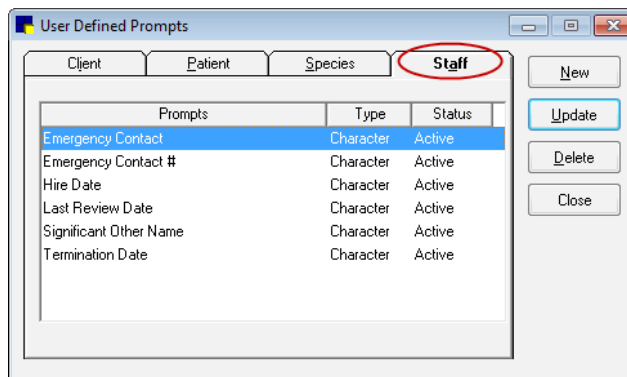 User Defined Prompts
Client Patient Species Staff
New
Prompts Type Status
Update
Emergency Contact Character Active
Emergency Contact # Character Active
Delete
Hire Date Character Active
Last Review Date Character Active
Close
Significant Other Name Character Active
Termination Date Character Active